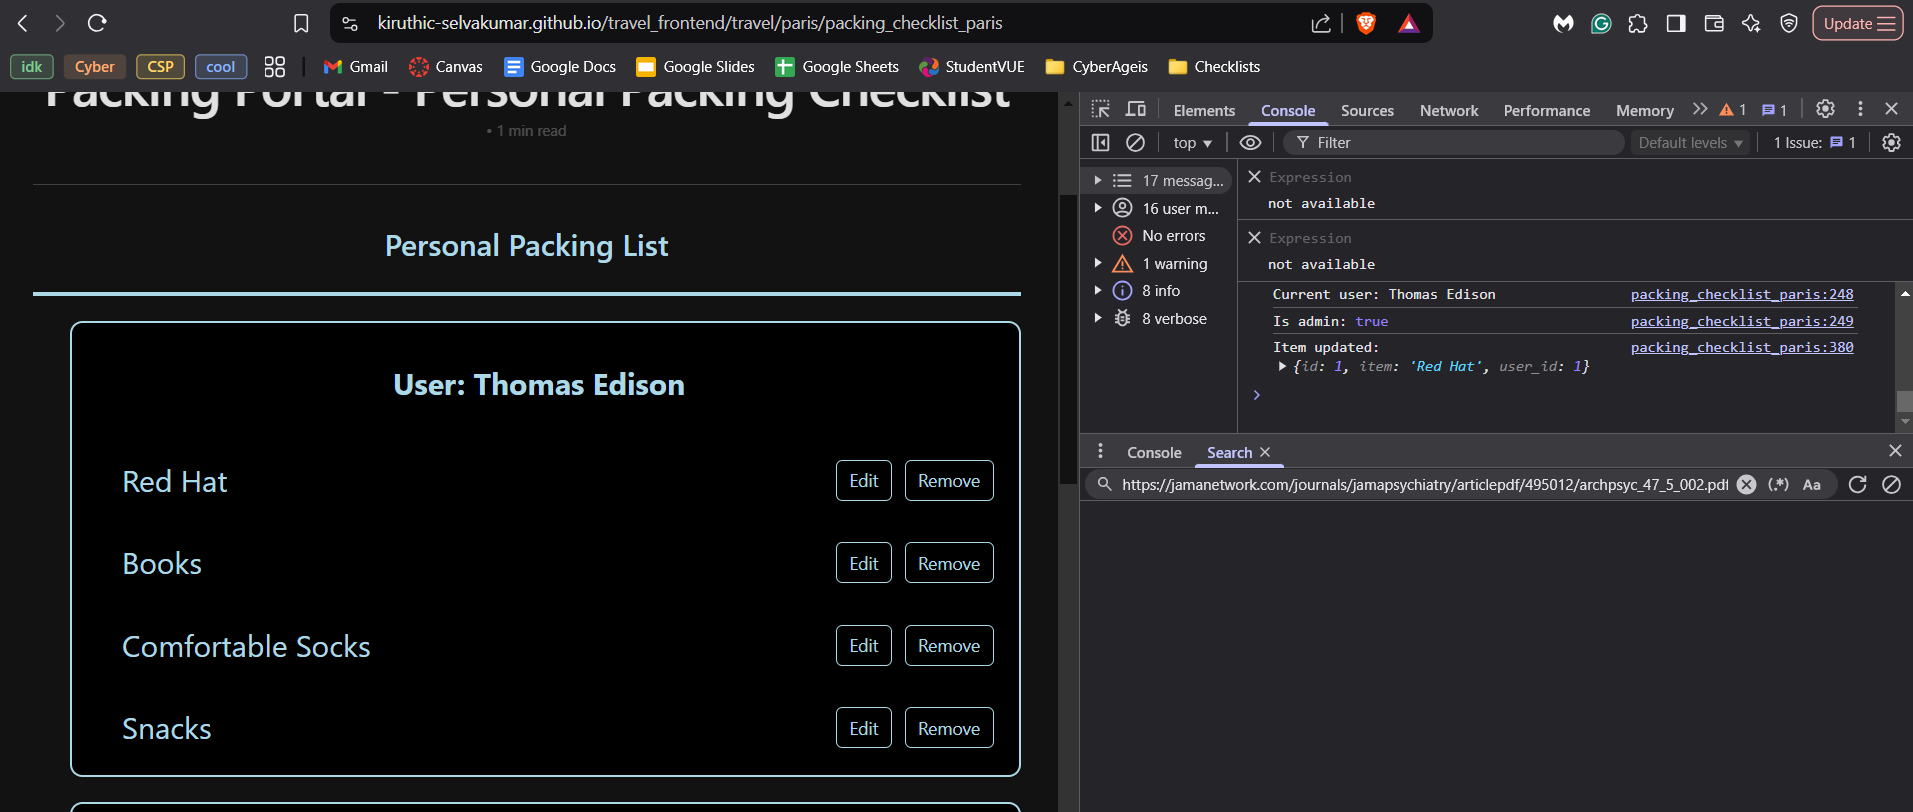 kiruthic-selvakumar.github.io/travel_frontend/travel/paris/packing_checklist_paris
Update
idk Cyber CSP cool Gmail Canvas Google Docs Google Slides Google Sheets StudentVUE CyberAgeis Checklists
Packing Portal - Personal Packing Checklist
• 1 min read
Personal Packing List
User: Thomas Edison
Red Hat Edit Remove
Books Edit Remove
Comfortable Socks Edit Remove
Snacks Edit Remove
Elements Console Sources Network Performance Memory 1 1
top Filter Default levels 1 Issue: 1
17 messag...
16 user m...
No errors
1 warning
8 info
8 verbose
Expression
not available
Expression
not available
Current user: Thomas Edison packing_checklist_paris:248
Is admin: true packing_checklist_paris:249
Item updated: packing_checklist_paris:380
{id: 1, item: 'Red Hat', user_id: 1}
Console Search
https://jamanetwork.com/journals/jamapsychiatry/articlepdf/495012/archpsyc_47_5_002.pdf (.*) Aa